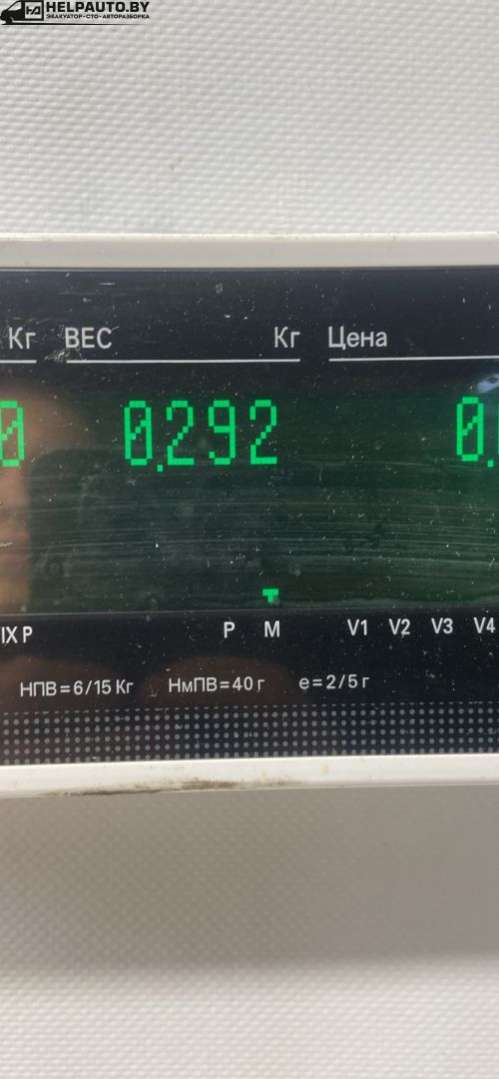 HELPAUTO.BY
ЭВАКУАТОР-СТО-АВТОРАЗБОРКА
Кг ВЕС Кг Цена
0 0.292 0.
IX P P M V1 V2 V3 V4
НПВ=6/15 Кг НмПВ=40 г e=2/5 г